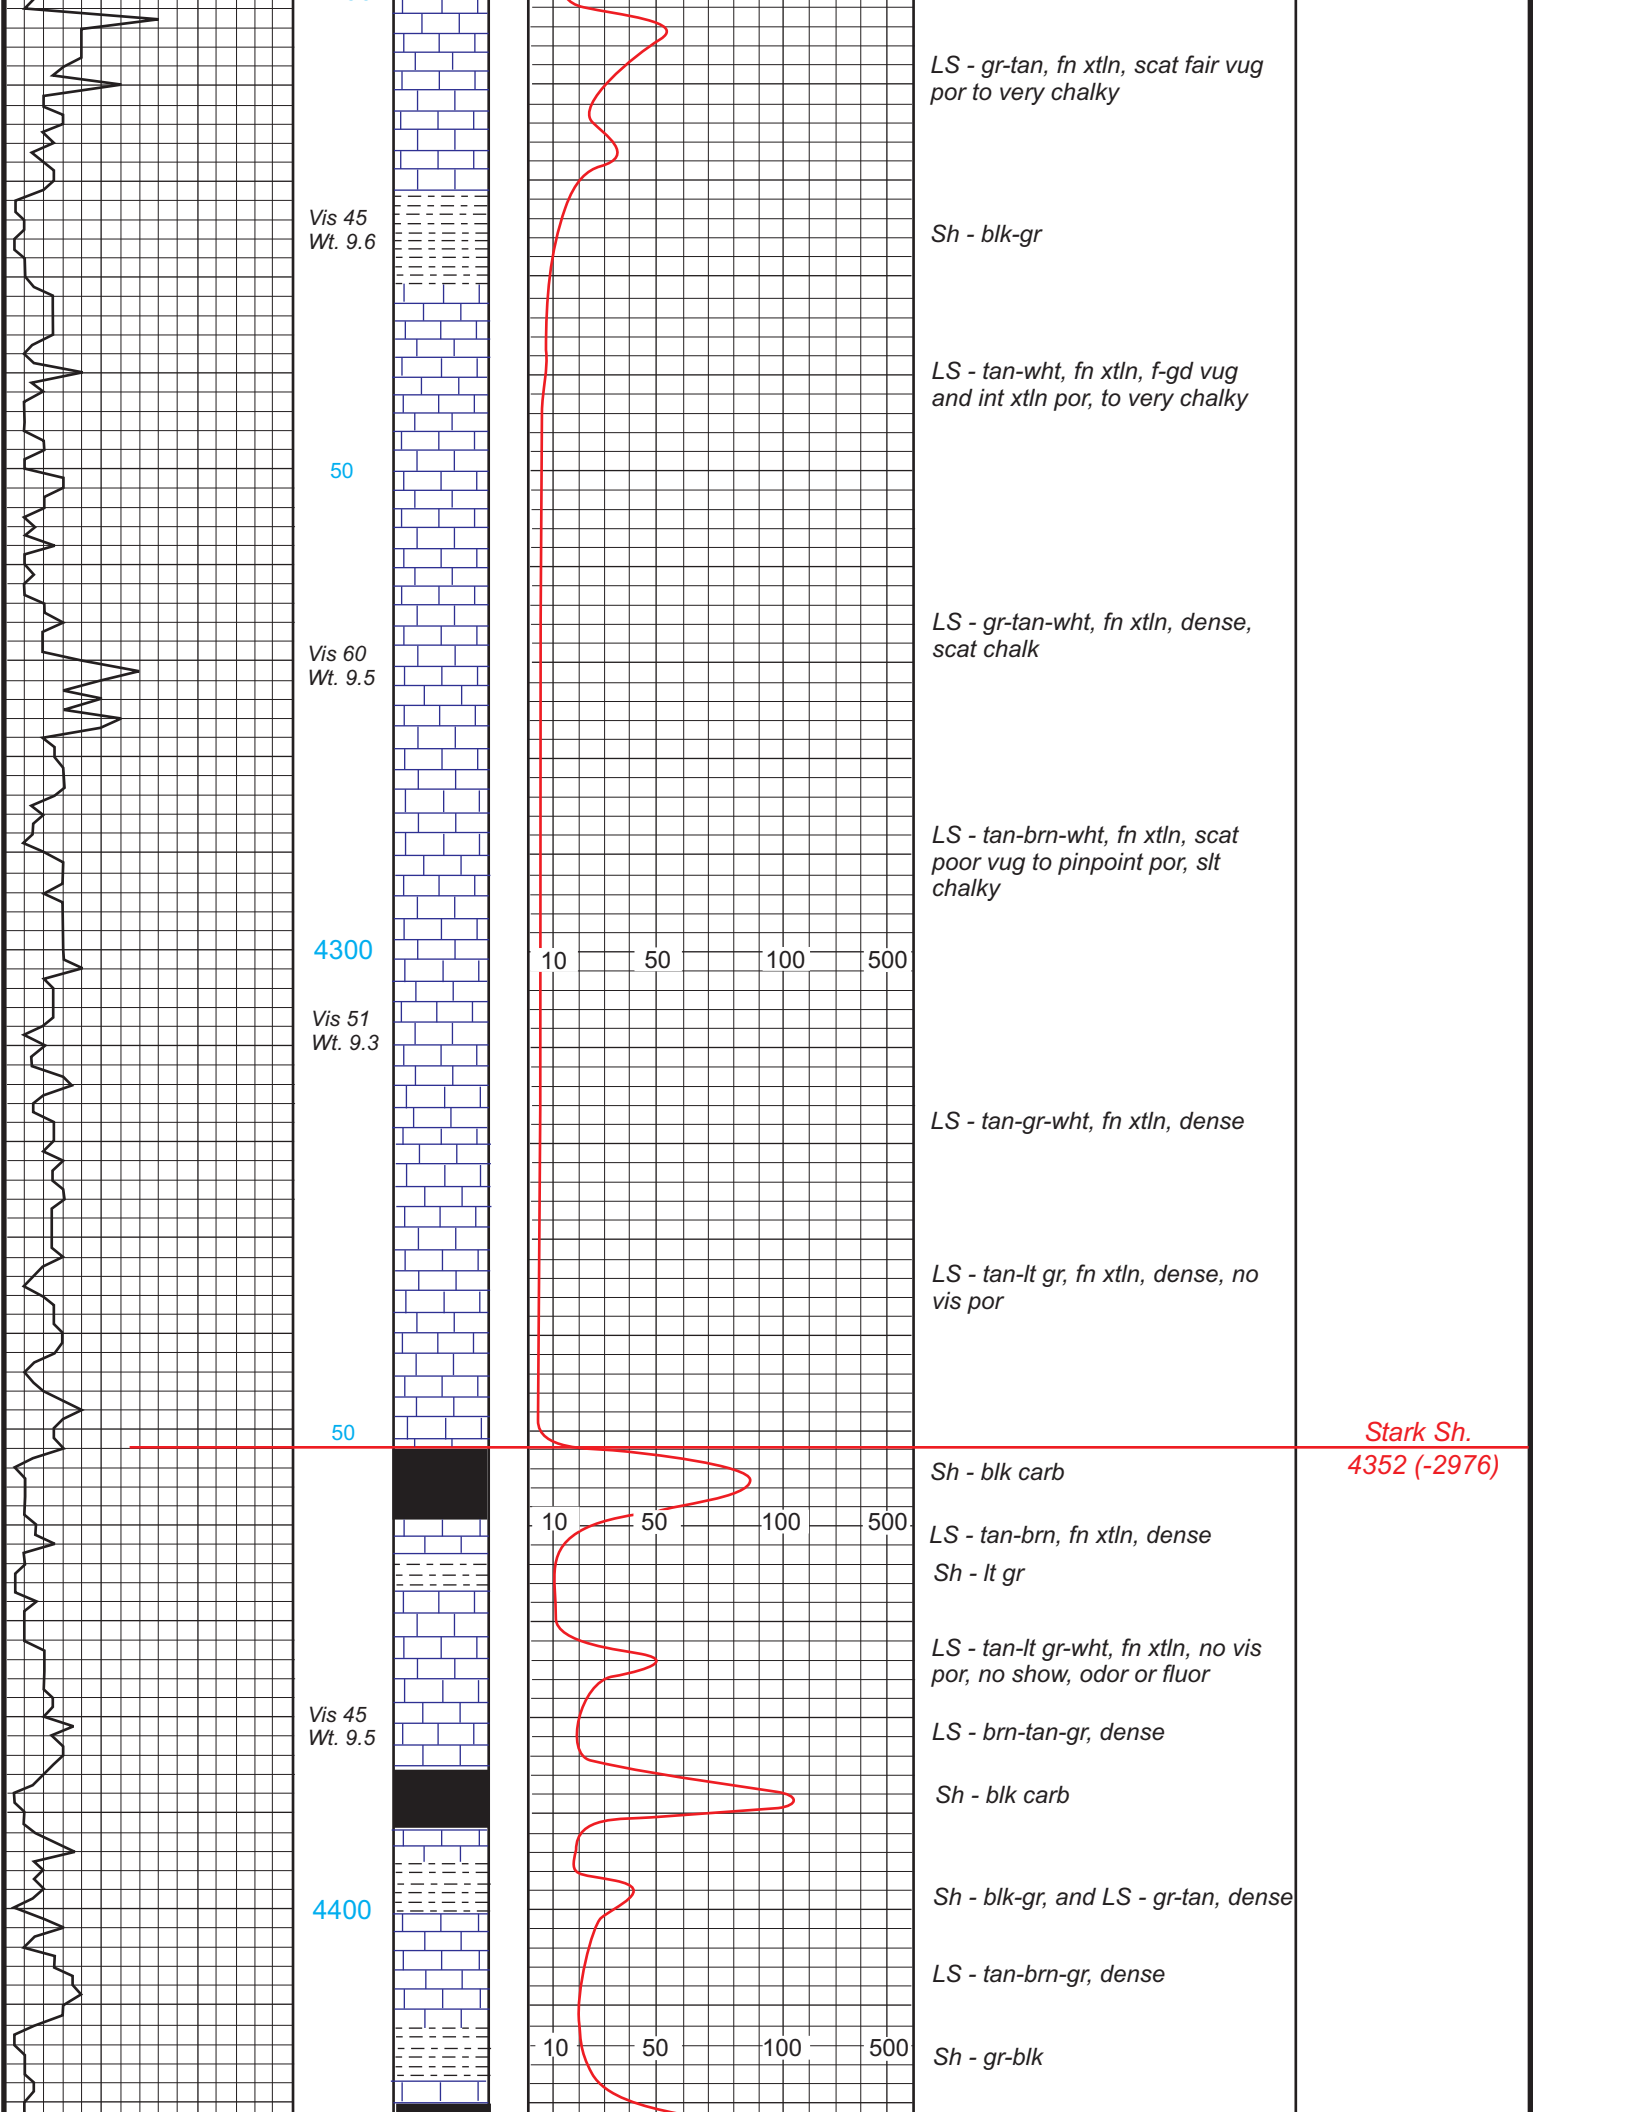 LS - gr-tan, fn xtln, scat fair vug
por to very chalky
Vis 45
Wt. 9.6
Sh - blk-gr
LS - tan-wht, fn xtln, f-gd vug
and int xtln por, to very chalky
50
LS - gr-tan-wht, fn xtln, dense,
scat chalk
Vis 60
Wt. 9.5
LS - tan-brn-wht, fn xtln, scat
poor vug to pinpoint por, slt
chalky
4300
10 50 100 500
Vis 51
Wt. 9.3
LS - tan-gr-wht, fn xtln, dense
LS - tan-lt gr, fn xtln, dense, no
vis por
50
Stark Sh.
4352 (-2976)
Sh - blk carb
10 50 100 500
LS - tan-brn, fn xtln, dense
Sh - lt gr
LS - tan-lt gr-wht, fn xtln, no vis
por, no show, odor or fluor
Vis 45
Wt. 9.5
LS - brn-tan-gr, dense
Sh - blk carb
Sh - blk-gr, and LS - gr-tan, dense
4400
LS - tan-brn-gr, dense
10 50 100 500
Sh - gr-blk